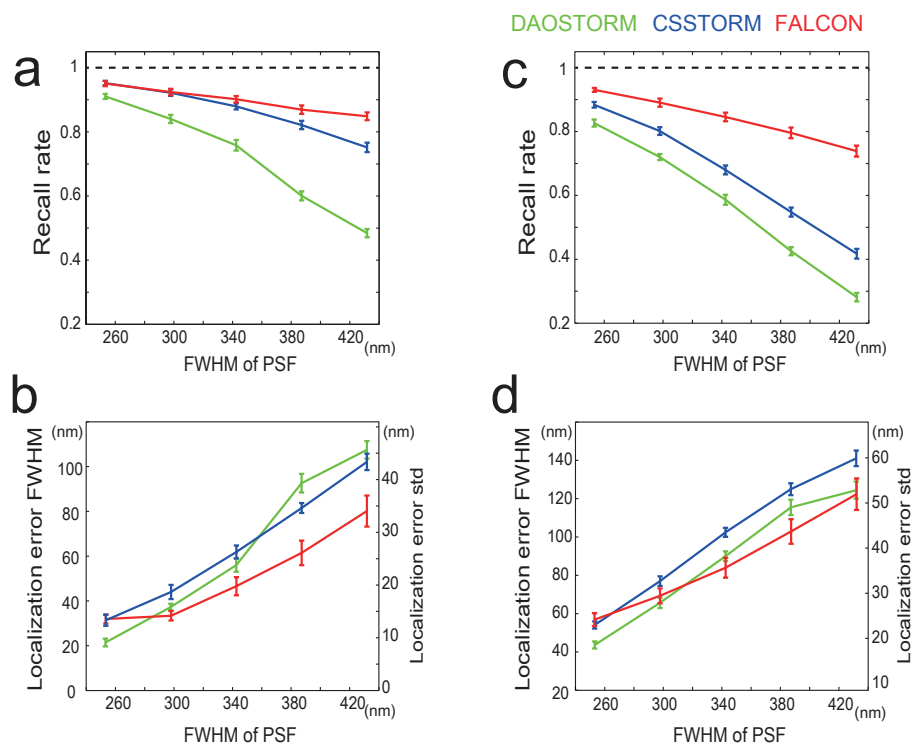 DAOSTORM CSSTORM FALCON
a
1
0.8
0.6
0.4
0.2
Recall rate
260 300 340 380 420 (nm)
FWHM of PSF
c
1
0.8
0.6
0.4
0.2
Recall rate
260 300 340 380 420 (nm)
FWHM of PSF
b
(nm)
100
80
60
40
20
0
Localization error FWHM
(nm)
40
30
20
10
0
Localization error std
260 300 340 380 420 (nm)
FWHM of PSF
d
(nm)
140
120
100
80
60
40
20
Localization error FWHM
(nm)
60
50
40
30
20
10
Localization error std
260 300 340 380 420 (nm)
FWHM of PSF